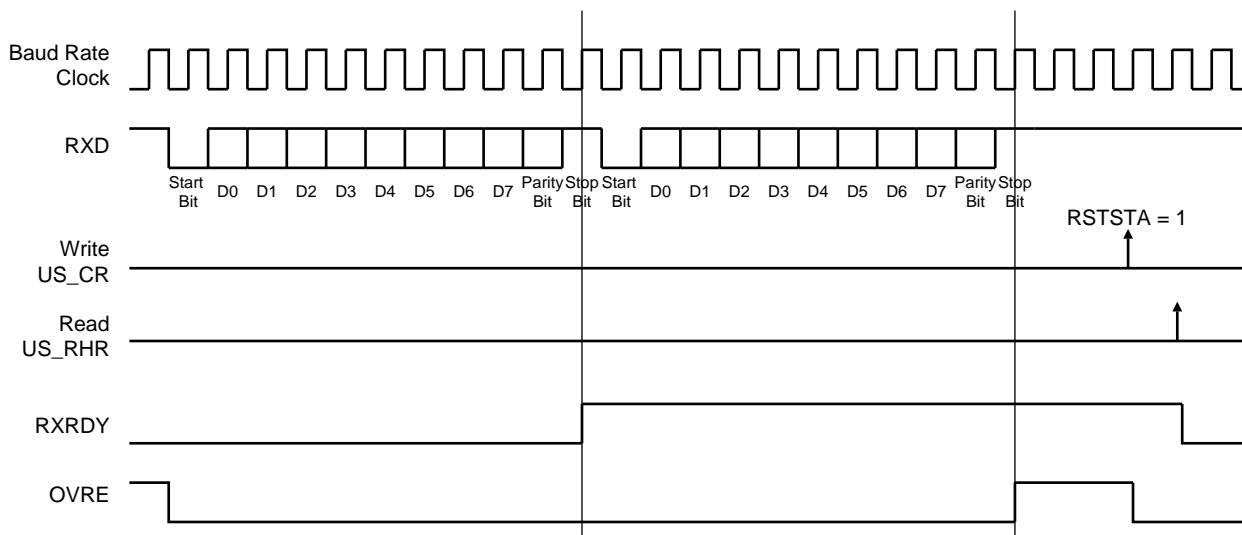 Baud Rate
Clock
RXD
Start
Bit
D0
D1
D2
D3
D4
D5
D6
D7
Parity
Bit
Stop
Bit
Start
Bit
D0
D1
D2
D3
D4
D5
D6
D7
Parity
Bit
Stop
Bit
RSTSTA = 1
Write
US_CR
Read
US_RHR
RXRDY
OVRE